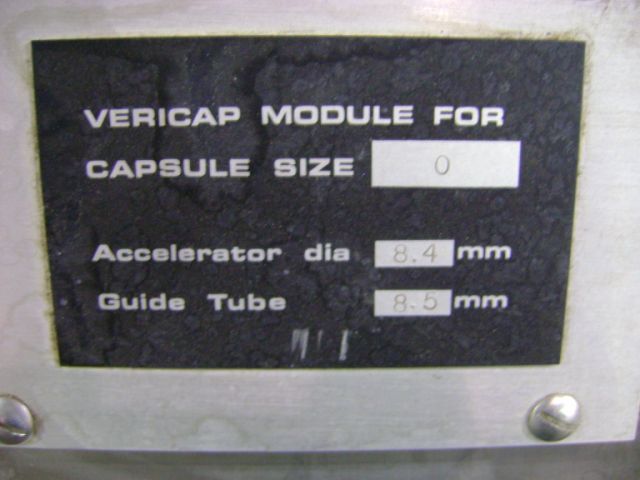 VERICAP MODULE FOR
CAPSULE SIZE 0
Accelerator dia 8.4 mm
Guide Tube 8.5 mm